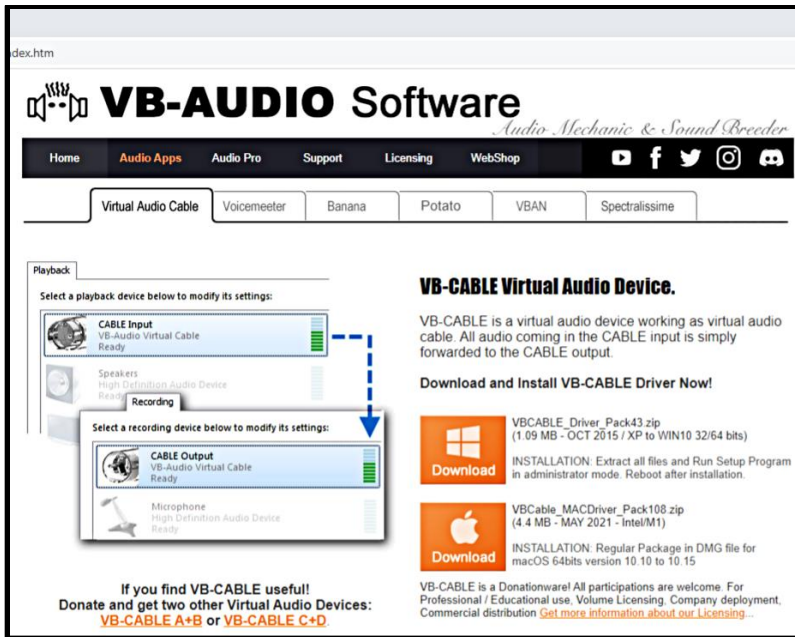 dex.htm
VB-AUDIO Software
Audio Mechanic & Sound Breeder
Home Audio Apps Audio Pro Support Licensing WebShop
Virtual Audio Cable Voicemeeter Banana Potato VBAN Spectralissime
Playback
Select a playback device below to modify its settings:
CABLE Input
VB-Audio Virtual Cable
Ready
Speakers
High Definition Audio Device
Ready
Recording
Select a recording device below to modify its settings:
CABLE Output
VB-Audio Virtual Cable
Ready
Microphone
High Definition Audio Device
Ready
If you find VB-CABLE useful!
Donate and get two other Virtual Audio Devices:
VB-CABLE A+B or VB-CABLE C+D.
VB-CABLE Virtual Audio Device.
VB-CABLE is a virtual audio device working as virtual audio
cable. All audio coming in the CABLE input is simply
forwarded to the CABLE output.
Download and Install VB-CABLE Driver Now!
Download
VBCABLE_Driver_Pack43.zip
(1.09 MB - OCT 2015 / XP to WIN10 32/64 bits)
INSTALLATION: Extract all files and Run Setup Program
in administrator mode. Reboot after installation.
Download
VBCable_MACDriver_Pack108.zip
(4.4 MB - MAY 2021 - Intel/M1)
INSTALLATION: Regular Package in DMG file for
macOS 64bits version 10.10 to 10.15
VB-CABLE is a Donationware! All participations are welcome. For
Professional / Educational use, Volume Licensing, Company deployment,
Commercial distribution Get more information about our Licensing...